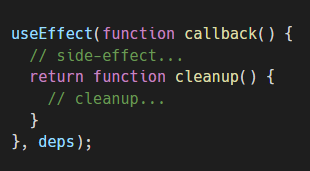 useEffect(function callback() {
  // side-effect...
  return function cleanup() {
    // cleanup...
  }
}, deps);